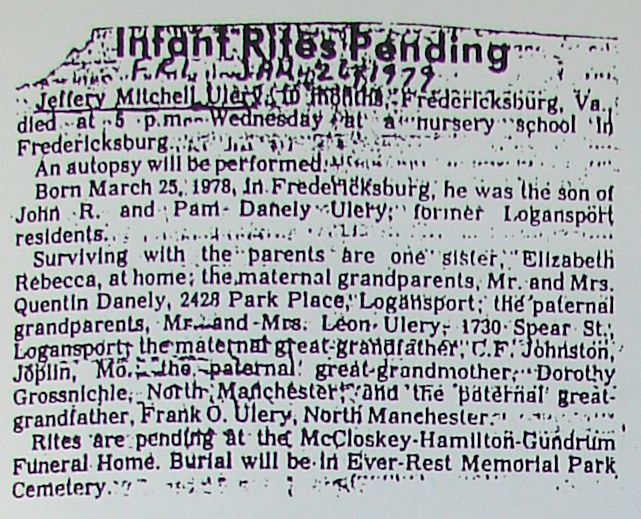 Infant Rites Pending
Fri. JAN. 26, 1979
Jeffery Mitchell Ulery, 10 months, Fredericksburg, Va.,
died at 5 p.m. Wednesday at a nursery school in
Fredericksburg.
An autopsy will be performed.
Born March 25, 1978, in Fredericksburg, he was the son of
John R. and Pam Danely Ulery, former Logansport
residents.
Surviving with the parents are one sister, Elizabeth
Rebecca, at home; the maternal grandparents, Mr. and Mrs.
Quentin Danely, 2428 Park Place, Logansport; the paternal
grandparents, Mr. and Mrs. Leon Ulery, 1730 Spear St.,
Logansport; the maternal great-grandfather, C.F. Johnston,
Joplin, Mo.; the paternal great-grandmother, Dorothy
Grossnichle, North Manchester; and the paternal great-
grandfather, Frank O. Ulery, North Manchester.
Rites are pending at the McCloskey-Hamilton-Gundrum
Funeral Home. Burial will be in Ever-Rest Memorial Park
Cemetery.